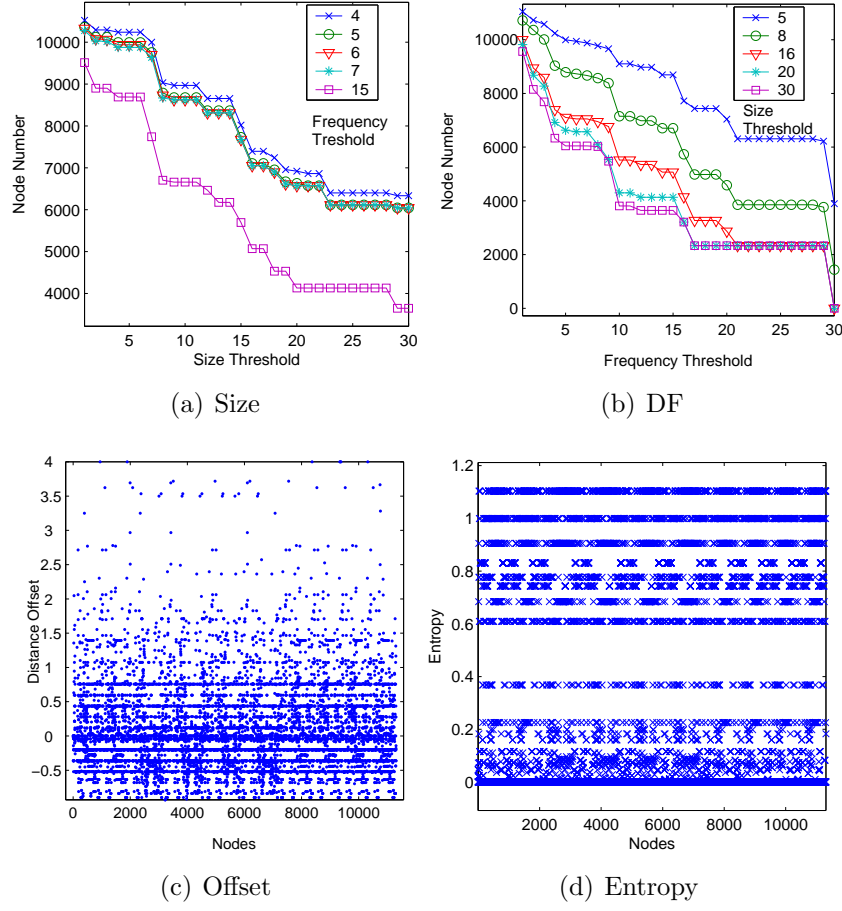 4
5
6
7
15
Frequency
Treshold
10000
9000
8000
7000
6000
5000
4000
Node Number
5 10 15 20 25 30
Size Threshold
(a) Size
5
8
16
20
30
Size
Threshold
10000
8000
6000
4000
2000
0
Node Number
5 10 15 20 25 30
Frequency Threshold
(b) DF
4
3.5
3
2.5
2
1.5
1
0.5
0
−0.5
Distance Offset
0 2000 4000 6000 8000 10000
Nodes
(c) Offset
1.2
1
0.8
0.6
0.4
0.2
0
Entropy
2000 4000 6000 8000 10000
Nodes
(d) Entropy